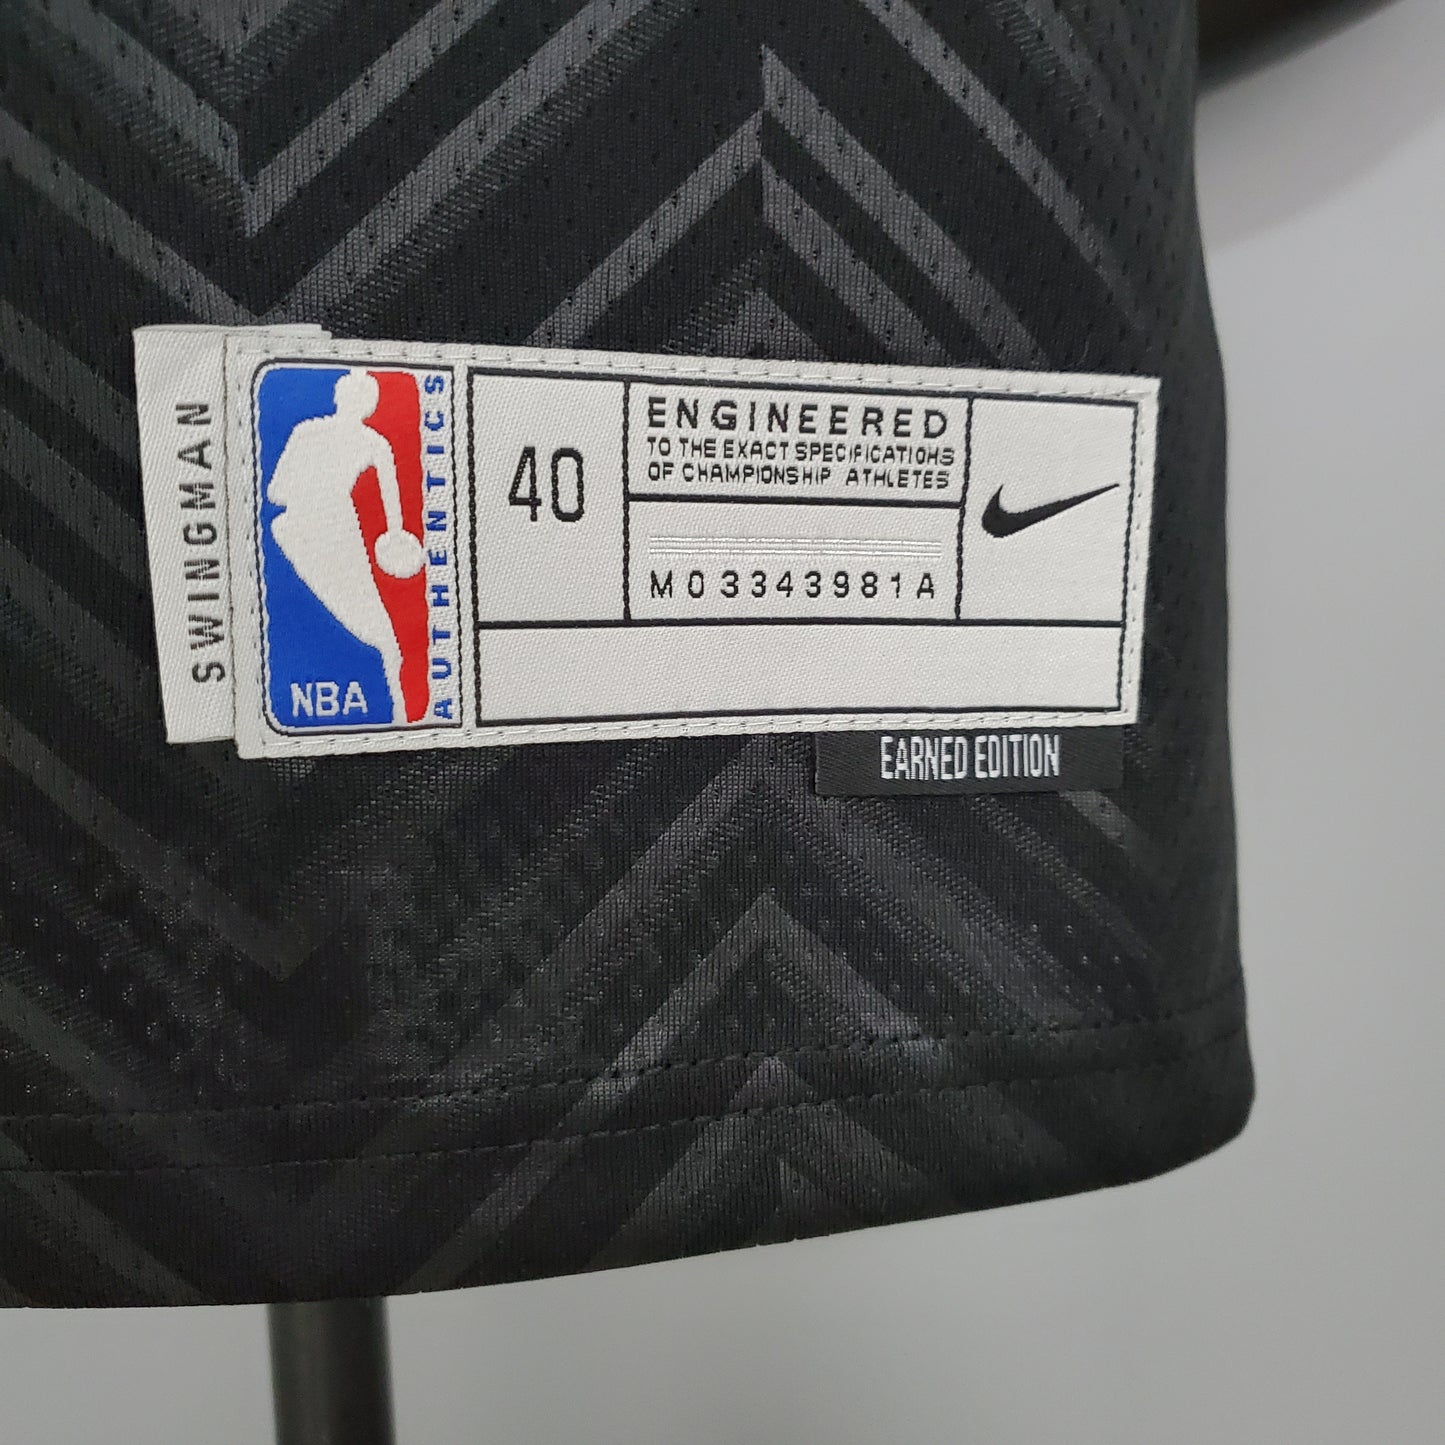 SWINGMAN
NBA
AUTHENTICS
40
ENGINEERED
TO THE EXACT SPECIFICATIONS
OF CHAMPIONSHIP ATHLETES
M03343981A
EARNED EDITION